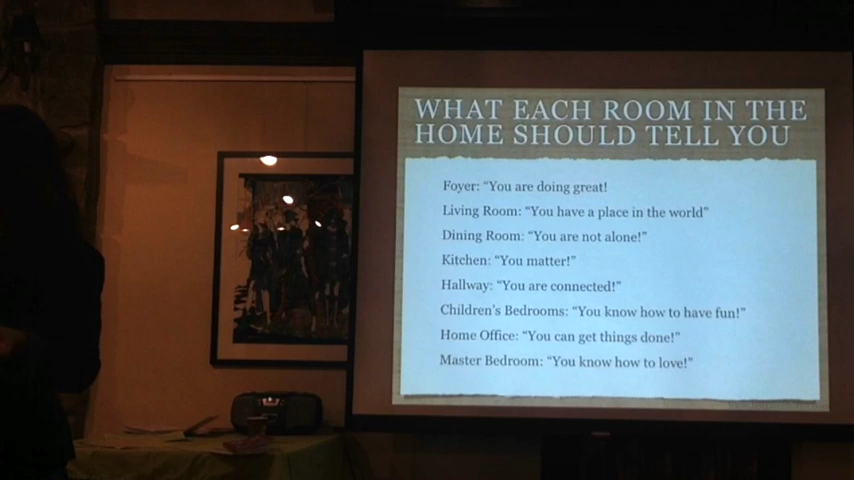 WHAT EACH ROOM IN THE
HOME SHOULD TELL YOU
Foyer: “You are doing great!
Living Room: “You have a place in the world”
Dining Room: “You are not alone!”
Kitchen: “You matter!”
Hallway: “You are connected!”
Children’s Bedrooms: “You know how to have fun!”
Home Office: “You can get things done!”
Master Bedroom: “You know how to love!”